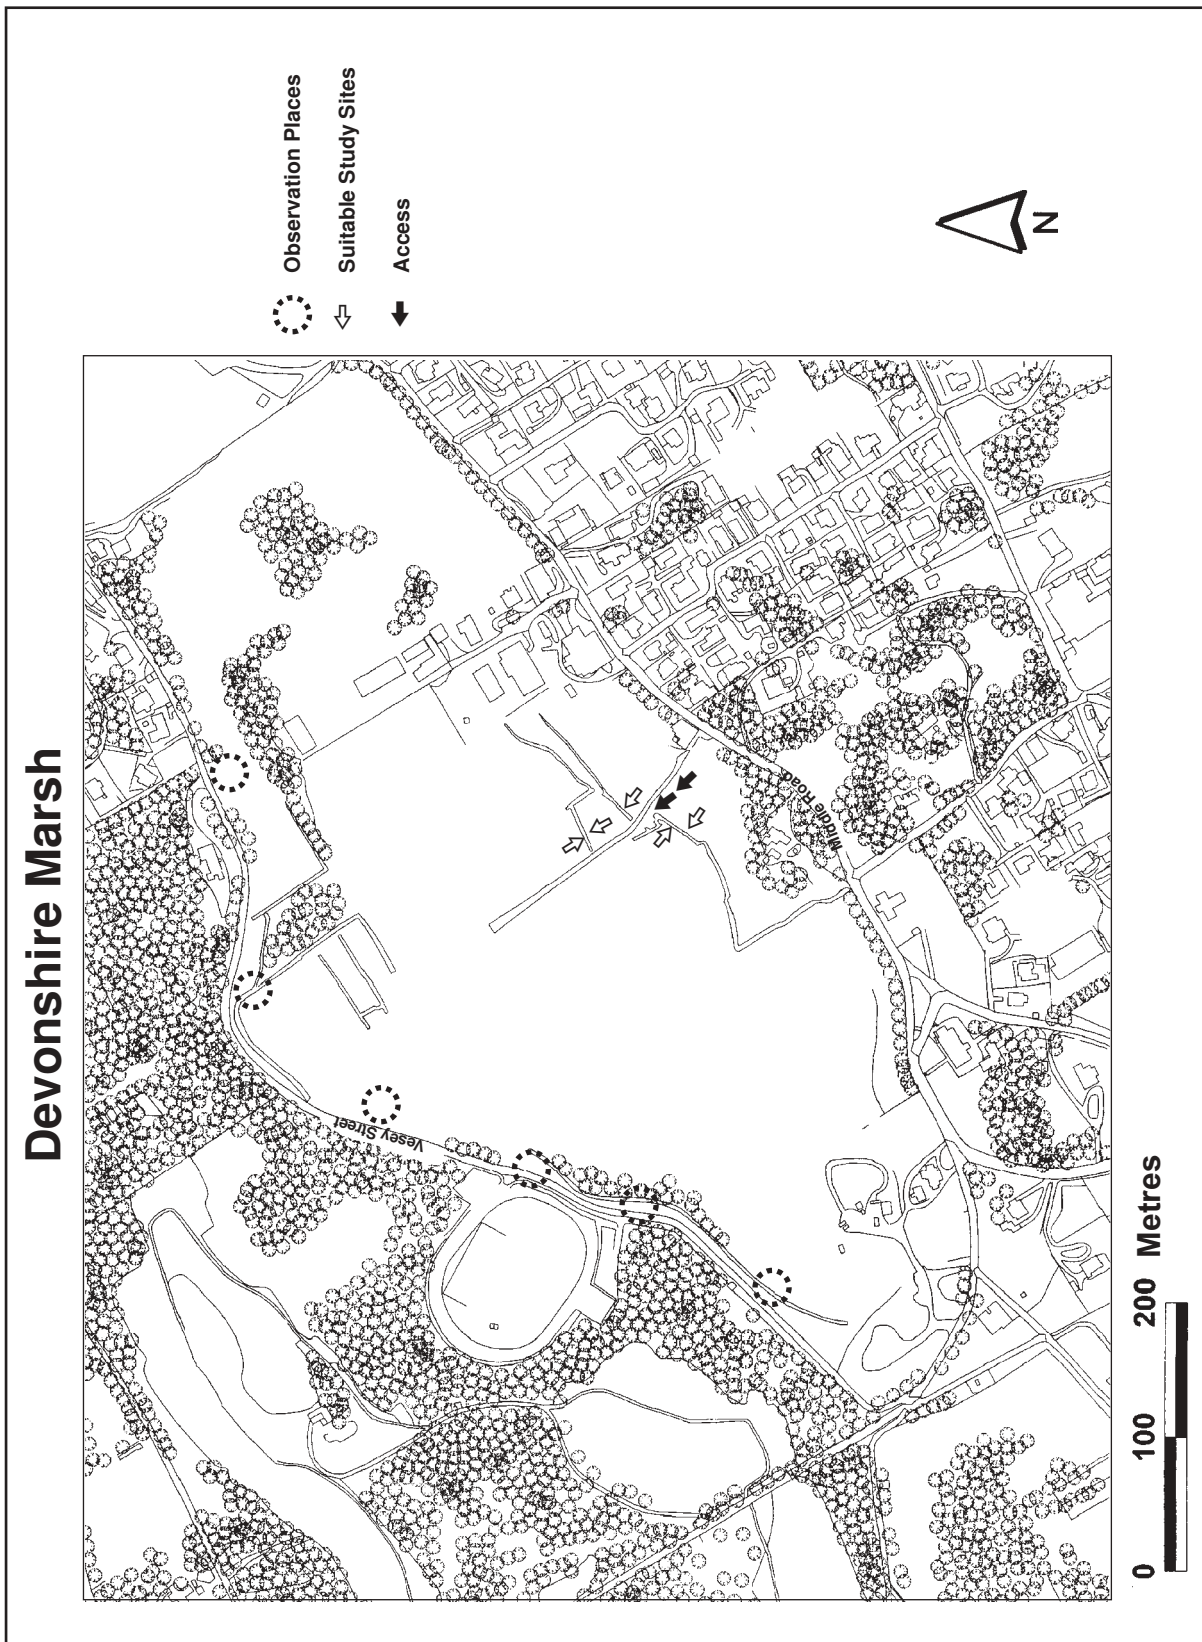 Devonshire Marsh
Observation Places
Suitable Study Sites
Access
N
Vesey Street
Middle Road
0 100 200 Metres